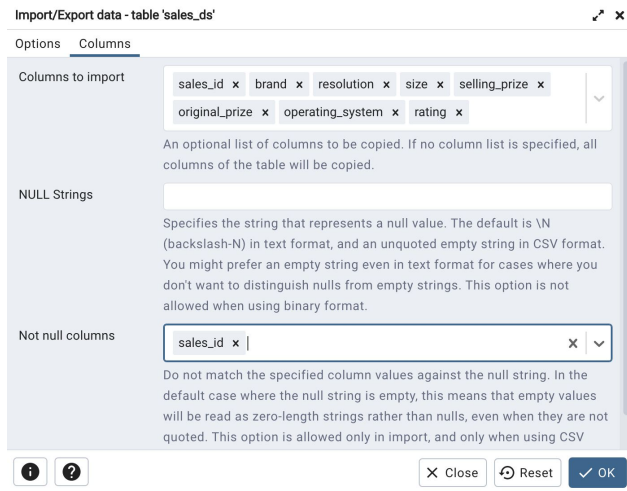 Import/Export data - table 'sales_ds'
Options Columns
Columns to import
sales_id x brand x resolution x size x selling_prize x
original_prize x operating_system x rating x
An optional list of columns to be copied. If no column list is specified, all
columns of the table will be copied.
NULL Strings
Specifies the string that represents a null value. The default is \N
(backslash-N) in text format, and an unquoted empty string in CSV format.
You might prefer an empty string even in text format for cases where you
don't want to distinguish nulls from empty strings. This option is not
allowed when using binary format.
Not null columns
sales_id x
Do not match the specified column values against the null string. In the
default case where the null string is empty, this means that empty values
will be read as zero-length strings rather than nulls, even when they are not
quoted. This option is allowed only in import, and only when using CSV
Close Reset OK